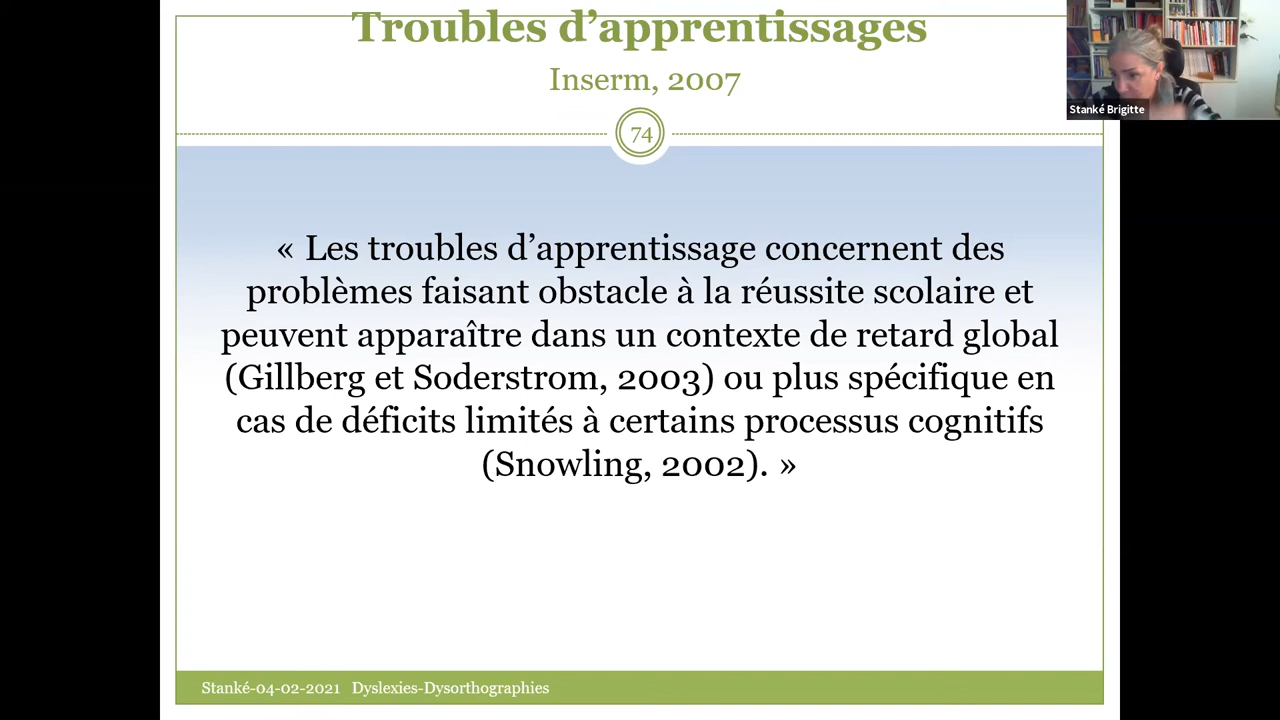 Troubles d’apprentissages
Inserm, 2007
Stanké Brigitte
74
« Les troubles d’apprentissage concernent des
problèmes faisant obstacle à la réussite scolaire et
peuvent apparaître dans un contexte de retard global
(Gillberg et Soderstrom, 2003) ou plus spécifique en
cas de déficits limités à certains processus cognitifs
(Snowling, 2002). »
Stanké-04-02-2021 Dyslexies-Dysorthographies